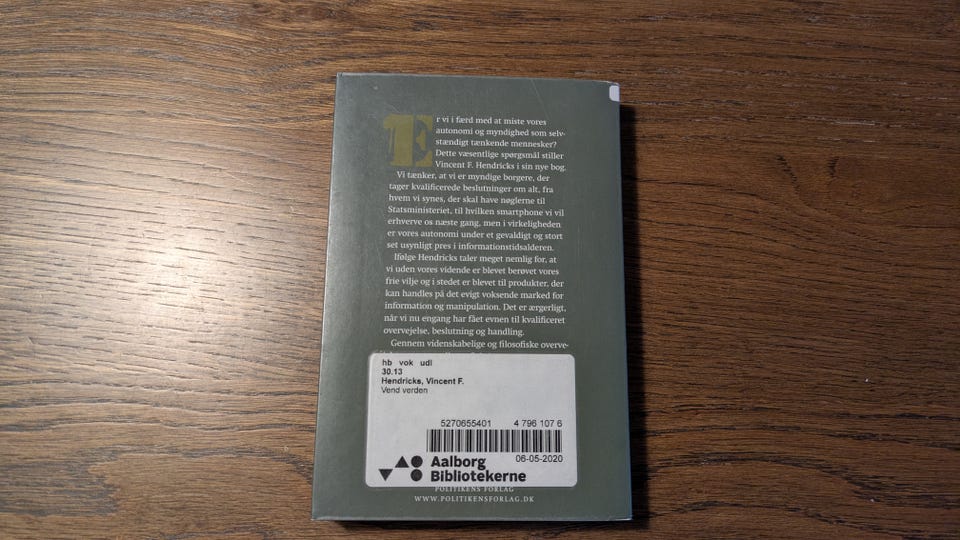 Er vi i færd med at miste vores
autonomi og myndighed som selv-
stændigt tænkende mennesker?
Dette væsentlige spørgsmål stiller
Vincent F. Hendricks i sin nye bog.
Vi tænker, at vi er myndige borgere, der
tager kvalificerede beslutninger om alt, fra
hvem vi synes, der skal have nøglerne til
Statsministeriet, til hvilken smartphone vi vil
erhverve os næste gang, men i virkeligheden
er vores autonomi under et gevaldigt og stort
set usynligt pres i informationstidsalderen.
Ifølge Hendricks taler meget nemlig for, at
vi uden vores vidende er blevet berøvet vores
frie vilje og i stedet er blevet til produkter, der
kan handles på det evigt voksende marked for
information og manipulation. Det er ærgerligt,
når vi nu engang har fået evnen til kvalificeret
overvejelse, beslutning og handling.
Gennem videnskabelige og filosofiske overve-
hb vok udl
30.13
Hendricks, Vincent F.
Vend verden
5270655401 4 796 107 6
06-05-2020
Aalborg
Bibliotekerne
POLITIKENS FORLAG
WWW.POLITIKENSFORLAG.DK